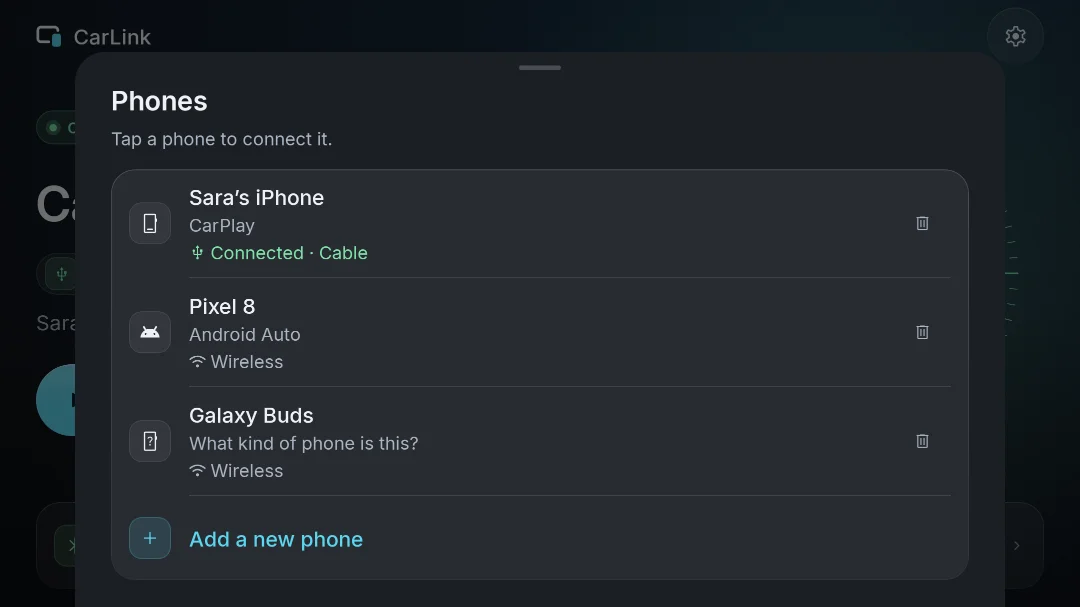 CarLink
Phones
Tap a phone to connect it.
Sara’s iPhone
CarPlay
Connected · Cable
Pixel 8
Android Auto
Wireless
Galaxy Buds
What kind of phone is this?
Wireless
Add a new phone
Sara